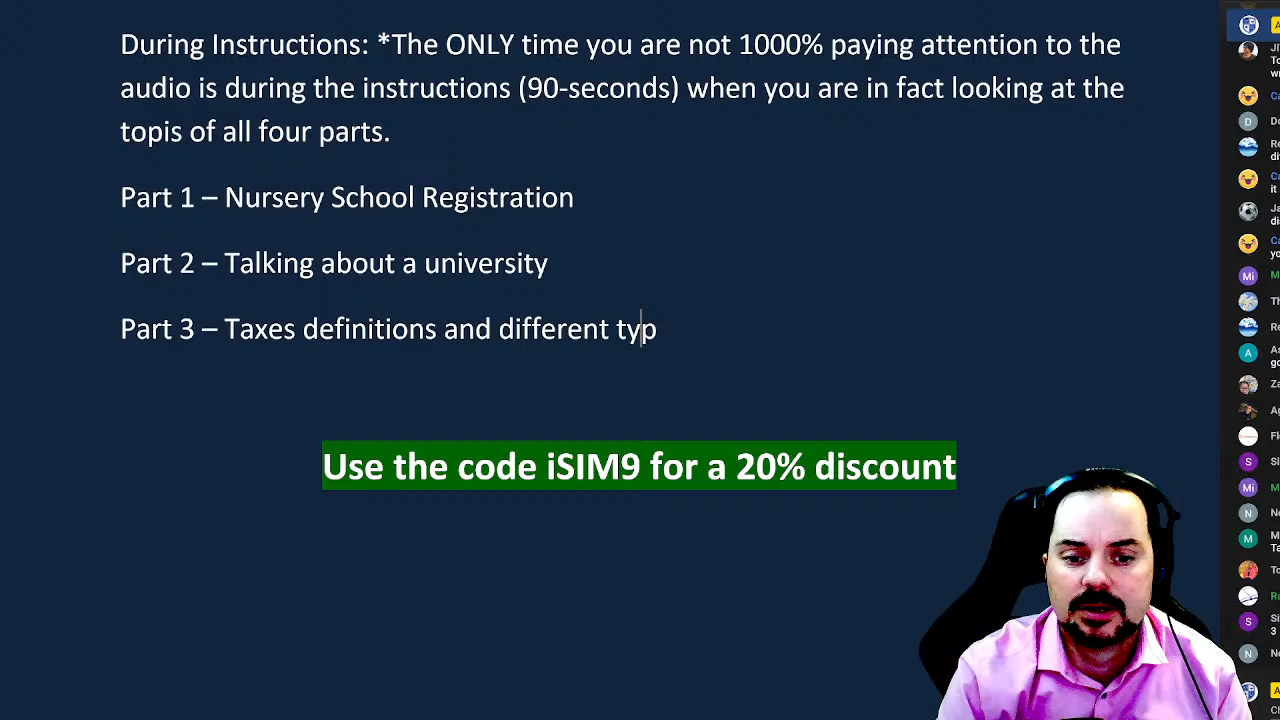 During Instructions: *The ONLY time you are not 1000% paying attention to the
audio is during the instructions (90-seconds) when you are in fact looking at the
topis of all four parts.
Part 1 – Nursery School Registration
Part 2 – Talking about a university
Part 3 – Taxes definitions and different typ
Use the code iSIM9 for a 20% discount